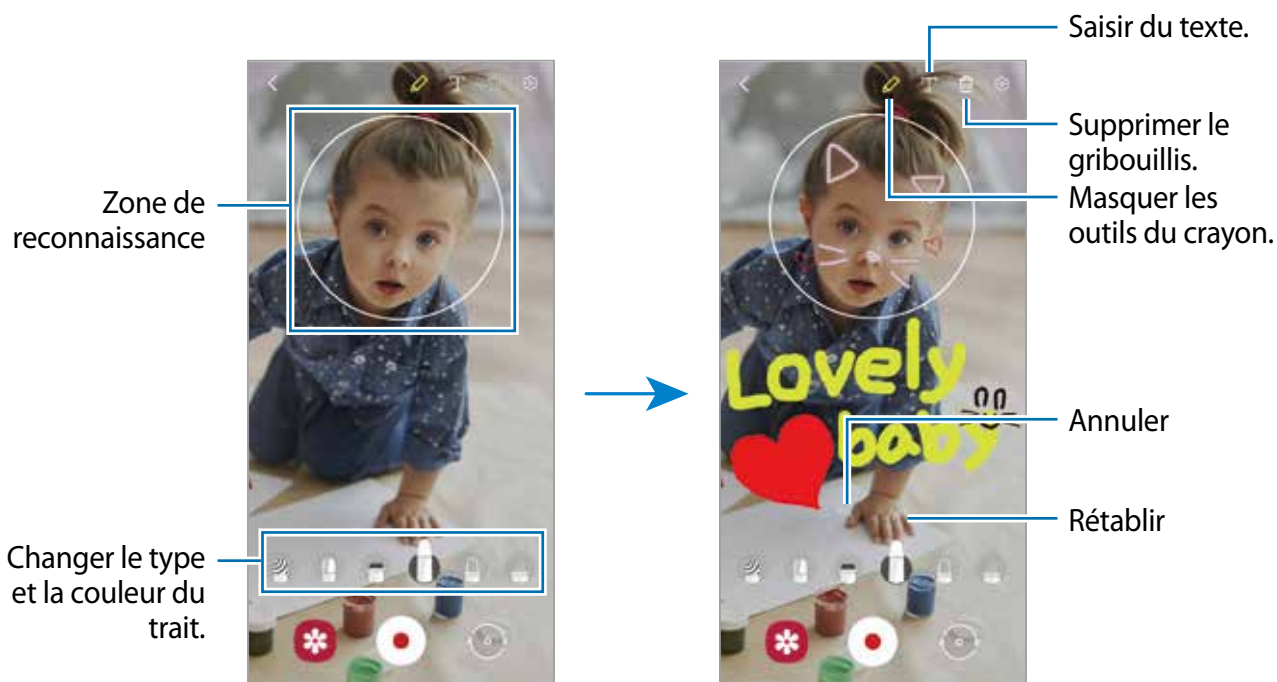 Saisir du texte.
Supprimer le
gribouillis.
Masquer les
outils du crayon.
Zone de
reconnaissance
Lovely
baby
Annuler
Rétablir
Changer le type
et la couleur du
trait.